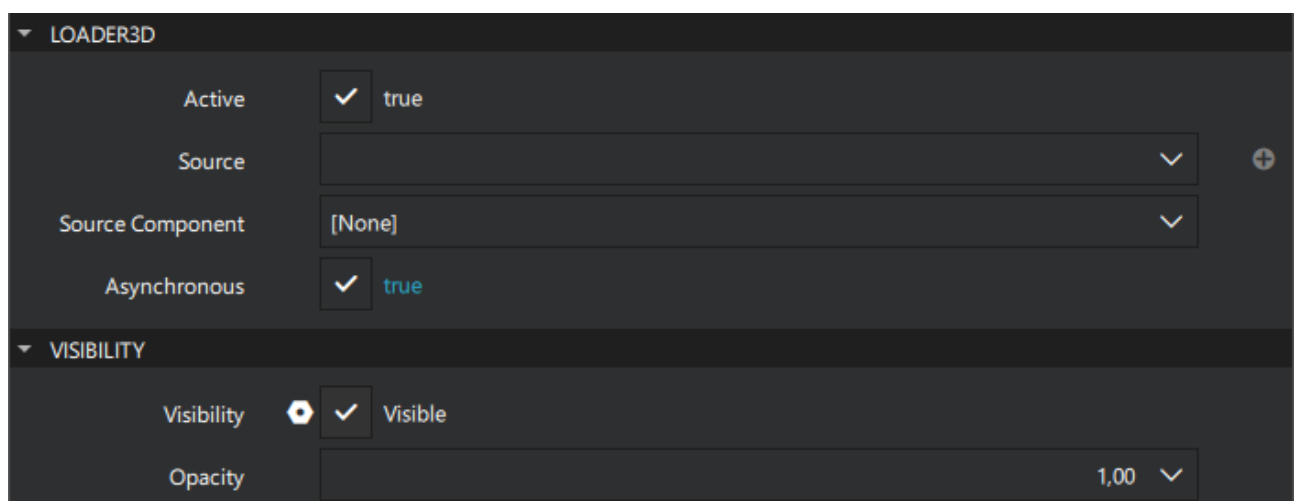 LOADER3D
Active true
Source
Source Component [None]
Asynchronous true
VISIBILITY
Visibility Visible
Opacity 1,00